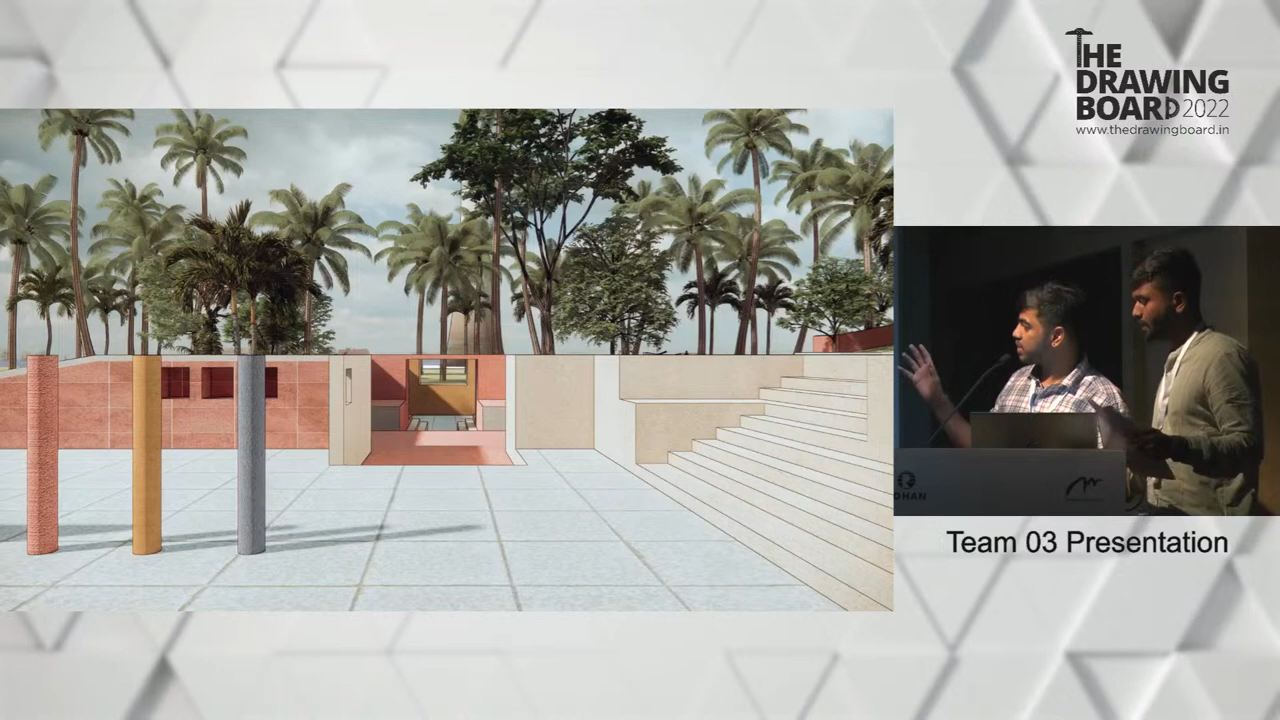 THE
DRAWING
BOARD 2022
www.thedrawingboard.in
DHAN
Team 03 Presentation